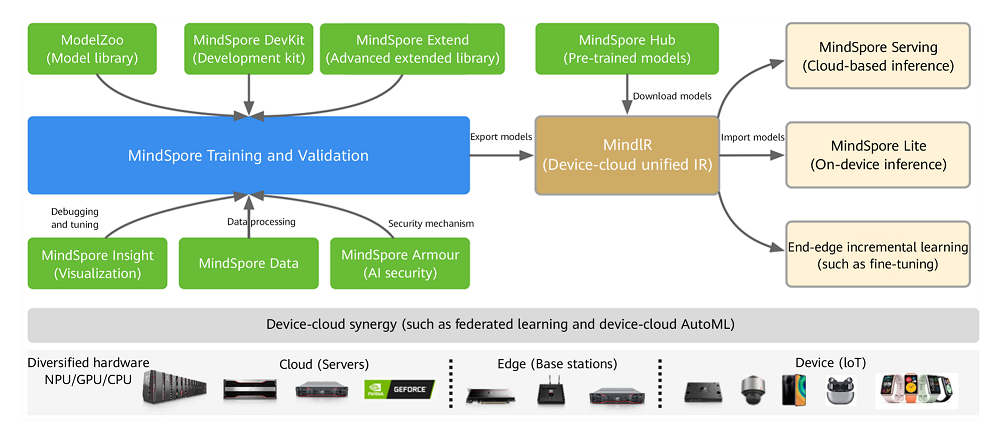 ModelZoo
(Model library)
MindSpore DevKit
(Development kit)
MindSpore Extend
(Advanced extended library)
MindSpore Hub
(Pre-trained models)
MindSpore Serving
(Cloud-based inference)
Download models
MindSpore Training and Validation
Export models
MindIR
(Device-cloud unified IR)
Import models
MindSpore Lite
(On-device inference)
Debugging
and tuning
Data processing
Security mechanism
MindSpore Insight
(Visualization)
MindSpore Data
MindSpore Armour
(AI security)
End-edge incremental learning
(such as fine-tuning)
Device-cloud synergy (such as federated learning and device-cloud AutoML)
Diversified hardware
NPU/GPU/CPU
Cloud (Servers)
NVIDIA
GEFORCE
Edge (Base stations)
Device (IoT)